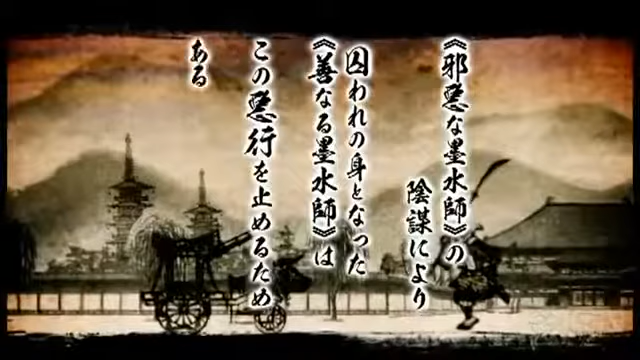 《邪悪な墨水師》の
陰謀により
囚われの身となった
《善なる墨水師》は
この悪行を止めるため
ある